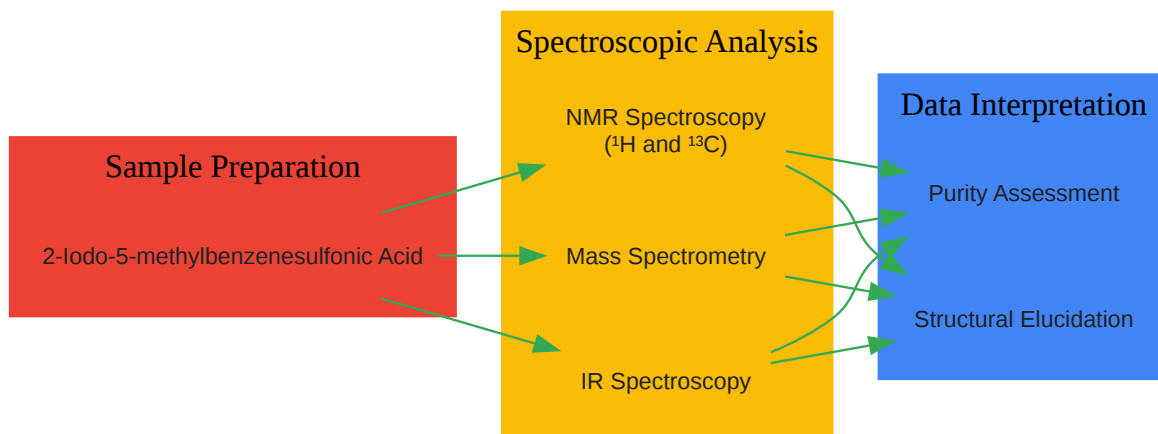 Sample Preparation
2-Iodo-5-methylbenzenesulfonic Acid
Spectroscopic Analysis
NMR Spectroscopy
(¹H and ¹³C)
Mass Spectrometry
IR Spectroscopy
Data Interpretation
Purity Assessment
Structural Elucidation